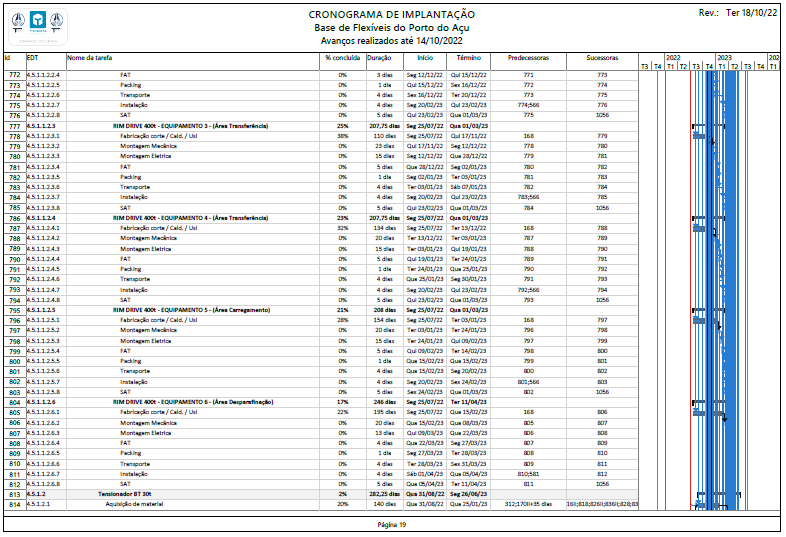 CRONOGRAMA DE IMPLANTAÇÃO
Rev.: Ter 18/10/22
Base de Flexíveis do Porto do Açu
Avanços realizados até 14/10/2022
Id EDT Nome da tarefa % concluída Duração Início Término Predecessoras Sucessoras 2022 2023 202
T3 T4 T1 T2 T3 T4 T1 T2 T3 T4 T1
772 4.5.1.1.2.2.4 FAT 0% 3 dias Seg 12/12/22 Qui 15/12/22 771 773
773 4.5.1.1.2.2.5 Packing 0% 1 dia Qui 15/12/22 Sex 16/12/22 772 774
774 4.5.1.1.2.2.6 Transporte 0% 4 dias Sex 16/12/22 Ter 20/12/22 773 775
775 4.5.1.1.2.2.7 Instalação 0% 4 dias Seg 20/02/23 Qui 23/02/23 774;566 776
776 4.5.1.1.2.2.8 SAT 0% 5 dias Qui 23/02/23 Qua 01/03/23 775 1056
777 4.5.1.1.2.3 RIM DRIVE 400t - EQUIPAMENTO 3 - (Área Transferência) 25% 207,75 dias Seg 25/07/22 Qua 01/03/23
778 4.5.1.1.2.3.1 Fabricação corte / Cald. / Usi 38% 110 dias Seg 25/07/22 Qui 17/11/22 168 779
779 4.5.1.1.2.3.2 Montagem Mecânica 0% 23 dias Qui 17/11/22 Seg 12/12/22 778 780
780 4.5.1.1.2.3.3 Montagem Eletrica 0% 15 dias Seg 12/12/22 Qua 28/12/22 779 781
781 4.5.1.1.2.3.4 FAT 0% 5 dias Qua 28/12/22 Seg 02/01/23 780 782
782 4.5.1.1.2.3.5 Packing 0% 1 dia Seg 02/01/23 Ter 03/01/23 781 783
783 4.5.1.1.2.3.6 Transporte 0% 4 dias Ter 03/01/23 Sáb 07/01/23 782 784
784 4.5.1.1.2.3.7 Instalação 0% 4 dias Seg 20/02/23 Qui 23/02/23 783;566 785
785 4.5.1.1.2.3.8 SAT 0% 5 dias Qui 23/02/23 Qua 01/03/23 784 1056
786 4.5.1.1.2.4 RIM DRIVE 400t - EQUIPAMENTO 4 - (Área Transferência) 23% 207,75 dias Seg 25/07/22 Qua 01/03/23
787 4.5.1.1.2.4.1 Fabricação corte / Cald. / Usi 32% 134 dias Seg 25/07/22 Ter 13/12/22 168 788
788 4.5.1.1.2.4.2 Montagem Mecânica 0% 20 dias Ter 13/12/22 Ter 03/01/23 787 789
789 4.5.1.1.2.4.3 Montagem Eletrica 0% 15 dias Ter 03/01/23 Qui 19/01/23 788 790
790 4.5.1.1.2.4.4 FAT 0% 5 dias Qui 19/01/23 Ter 24/01/23 789 791
791 4.5.1.1.2.4.5 Packing 0% 1 dia Ter 24/01/23 Qua 25/01/23 790 792
792 4.5.1.1.2.4.6 Transporte 0% 4 dias Qua 25/01/23 Seg 30/01/23 791 793
793 4.5.1.1.2.4.7 Instalação 0% 4 dias Seg 20/02/23 Qui 23/02/23 792;566 794
794 4.5.1.1.2.4.8 SAT 0% 5 dias Qui 23/02/23 Qua 01/03/23 793 1056
795 4.5.1.1.2.5 RIM DRIVE 400t - EQUIPAMENTO 5 - (Área Carregamento) 21% 208 dias Seg 25/07/22 Qua 01/03/23
796 4.5.1.1.2.5.1 Fabricação corte / Cald. / Usi 28% 154 dias Seg 25/07/22 Ter 03/01/23 168 797
797 4.5.1.1.2.5.2 Montagem Mecânica 0% 20 dias Ter 03/01/23 Ter 24/01/23 796 798
798 4.5.1.1.2.5.3 Montagem Eletrica 0% 15 dias Ter 24/01/23 Qui 09/02/23 797 799
799 4.5.1.1.2.5.4 FAT 0% 5 dias Qui 09/02/23 Ter 14/02/23 798 800
800 4.5.1.1.2.5.5 Packing 0% 1 dia Qua 15/02/23 Qua 15/02/23 799 801
801 4.5.1.1.2.5.6 Transporte 0% 4 dias Qua 15/02/23 Seg 20/02/23 800 802
802 4.5.1.1.2.5.7 Instalação 0% 4 dias Seg 20/02/23 Sex 24/02/23 801;566 803
803 4.5.1.1.2.5.8 SAT 0% 5 dias Sex 24/02/23 Qua 01/03/23 802 1056
804 4.5.1.1.2.6 RIM DRIVE 400t - EQUIPAMENTO 6 - (Área Desparafinação) 17% 246 dias Seg 25/07/22 Ter 11/04/23
805 4.5.1.1.2.6.1 Fabricação corte / Cald. / Usi 22% 195 dias Seg 25/07/22 Qua 15/02/23 168 806
806 4.5.1.1.2.6.2 Montagem Mecânica 0% 20 dias Qua 15/02/23 Qua 08/03/23 805 807
807 4.5.1.1.2.6.3 Montagem Eletrica 0% 13 dias Qui 09/03/23 Qua 22/03/23 806 808
808 4.5.1.1.2.6.4 FAT 0% 4 dias Qua 22/03/23 Seg 27/03/23 807 809
809 4.5.1.1.2.6.5 Packing 0% 1 dia Seg 27/03/23 Ter 28/03/23 808 810
810 4.5.1.1.2.6.6 Transporte 0% 4 dias Ter 28/03/23 Sex 31/03/23 809 811
811 4.5.1.1.2.6.7 Instalação 0% 4 dias Sáb 01/04/23 Qua 05/04/23 810;581 812
812 4.5.1.1.2.6.8 SAT 0% 5 dias Qua 05/04/23 Ter 11/04/23 811 1056
813 4.5.1.2 Tensionador BT 30t 2% 282,25 dias Qua 31/08/22 Seg 26/06/23
814 4.5.1.2.1 Aquisição de material 20% 140 dias Qua 31/08/22 Qua 25/01/23 312;170II+35 dias 16II;818;826II;836II;828;83
Página 19